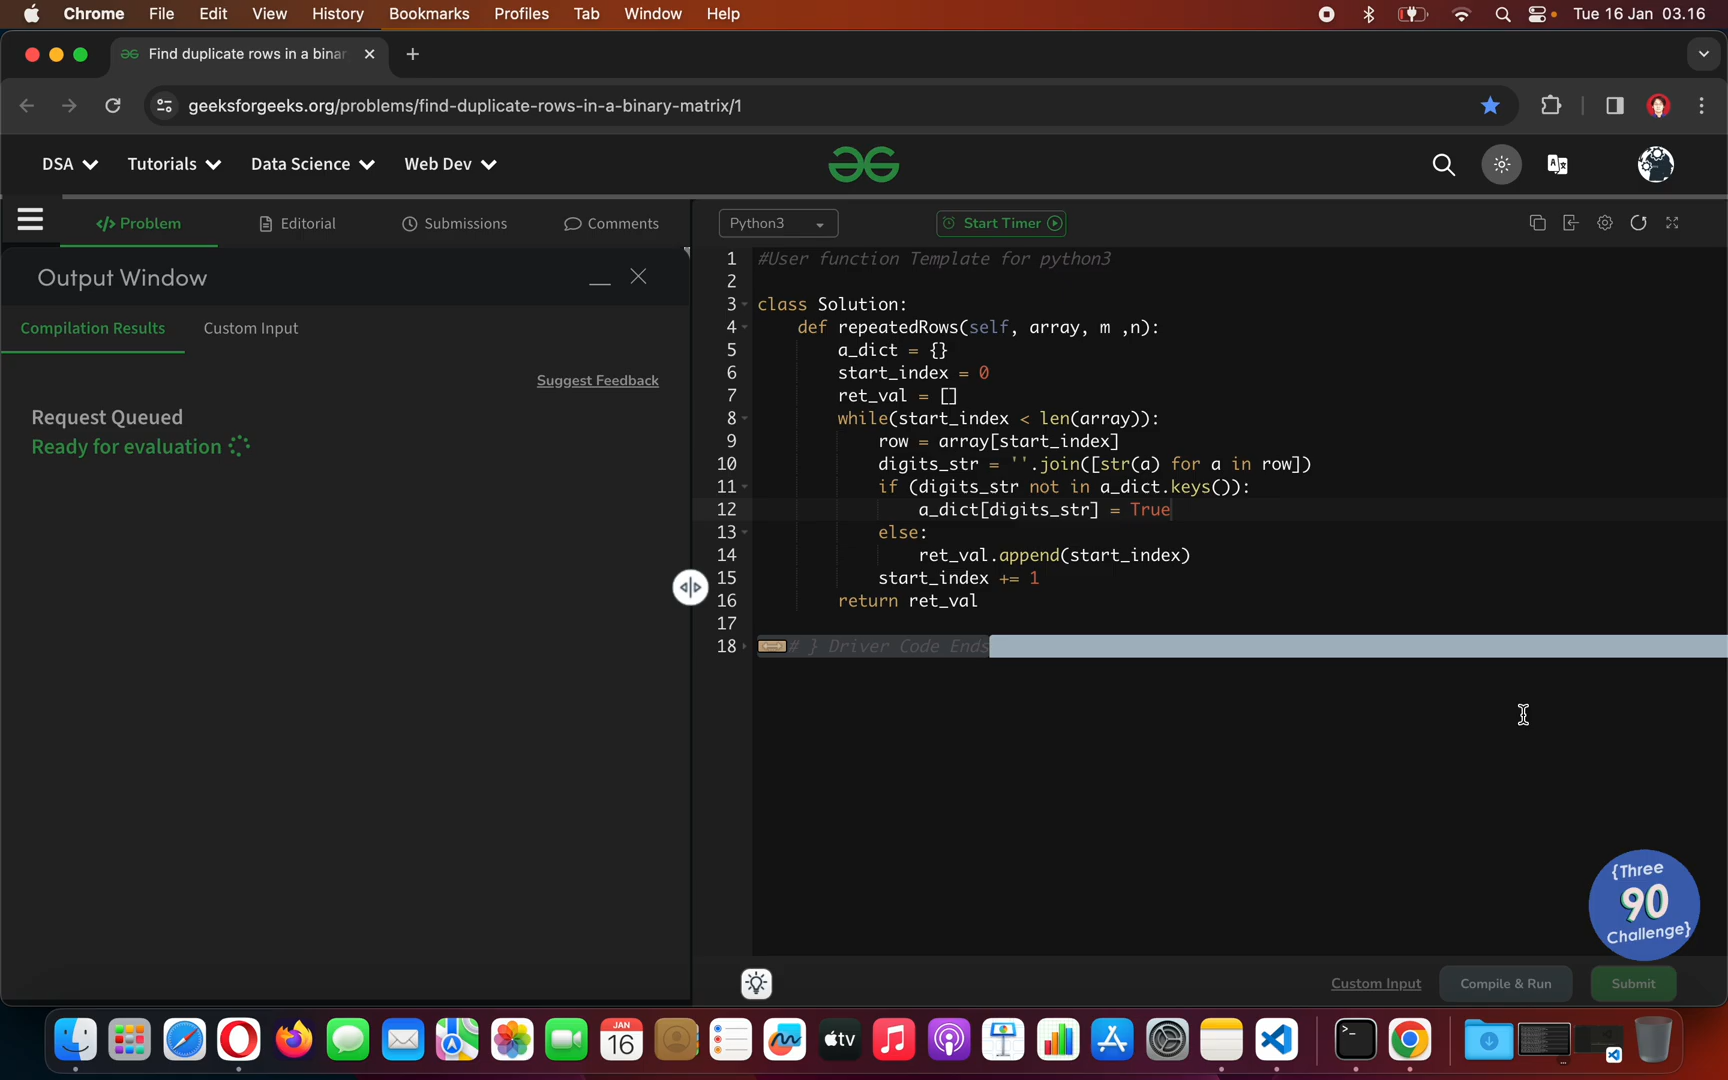 Chrome File Edit View History Bookmarks Profiles Tab Window Help Tue 16 Jan 03.16
Find duplicate rows in a binar
geeksforgeeks.org/problems/find-duplicate-rows-in-a-binary-matrix/1
DSA Tutorials Data Science Web Dev
</> Problem Editorial Submissions Comments
Output Window
Compilation Results Custom Input
Suggest Feedback
Request Queued
Ready for evaluation
Python3 Start Timer
1 #User function Template for python3
2
3 class Solution:
4 def repeatedRows(self, array, m ,n):
5 a_dict = {}
6 start_index = 0
7 ret_val = []
8 while(start_index < len(array)):
9 row = array[start_index]
10 digits_str = ''.join([str(a) for a in row])
11 if (digits_str not in a_dict.keys()):
12 a_dict[digits_str] = True
13 else:
14 ret_val.append(start_index)
15 start_index += 1
16 return ret_val
17
18 # } Driver Code Ends
{Three
90
Challenge}
Custom Input Compile & Run Submit
JAN
16
tv